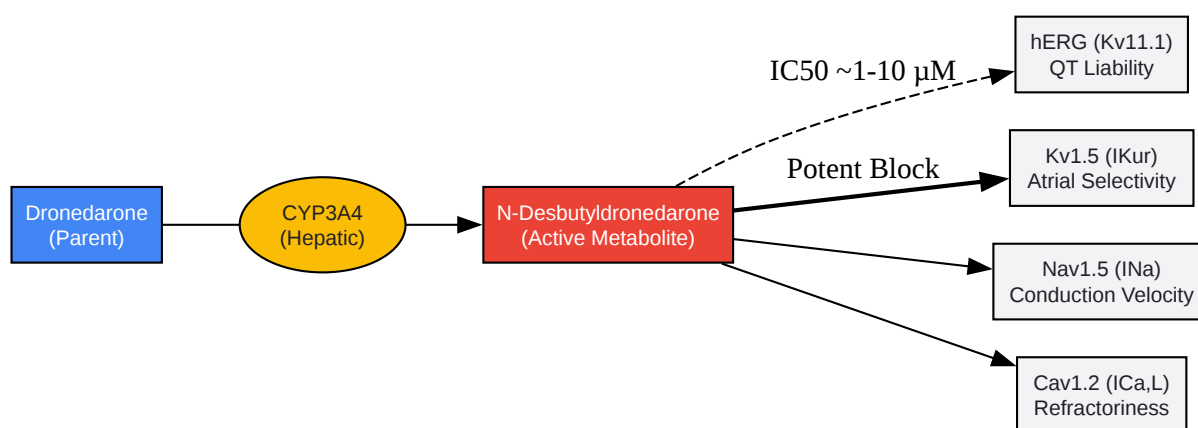 Dronedarone
(Parent)
CYP3A4
(Hepatic)
N-Desbutyldronedarone
(Active Metabolite)
IC50 ~1-10 µM
Potent Block
hERG (Kv11.1)
QT Liability
Kv1.5 (IKur)
Atrial Selectivity
Nav1.5 (INa)
Conduction Velocity
Cav1.2 (ICa,L)
Refractoriness